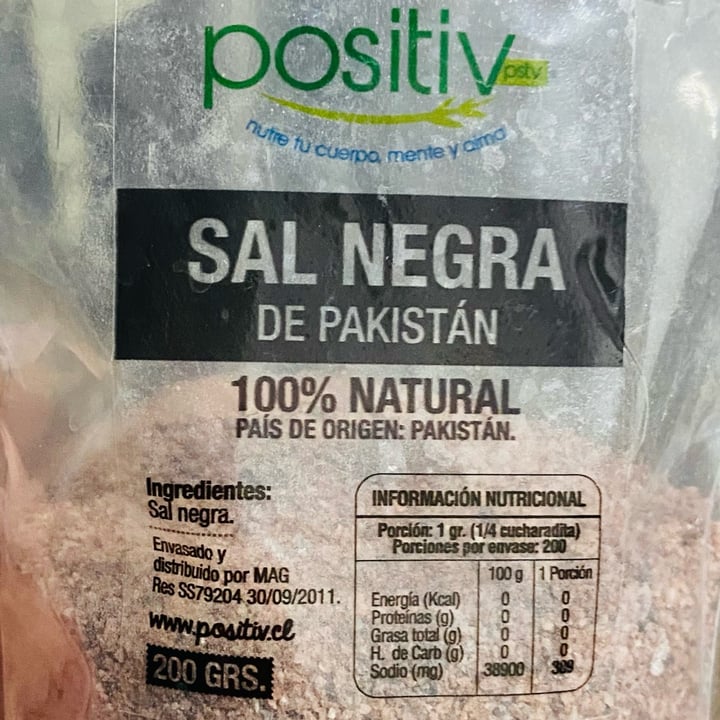 positiv
pstv
nutre tu cuerpo, mente y alma
SAL NEGRA
DE PAKISTÁN
100% NATURAL
PAÍS DE ORIGEN: PAKISTÁN.
Ingredientes:
Sal negra.
Envasado y
distribuido por MAG
Res SS79204 30/09/2011.
www.positiv.cl
200 GRS.
INFORMACIÓN NUTRICIONAL
Porción: 1 gr. (1/4 cucharadita)
Porciones por envase: 200
100 g 1 Porción
Energía (Kcal) 0 0
Proteínas (g) 0 0
Grasa total (g) 0 0
H. de Carb (g) 0 0
Sodio (mg) 38900 389